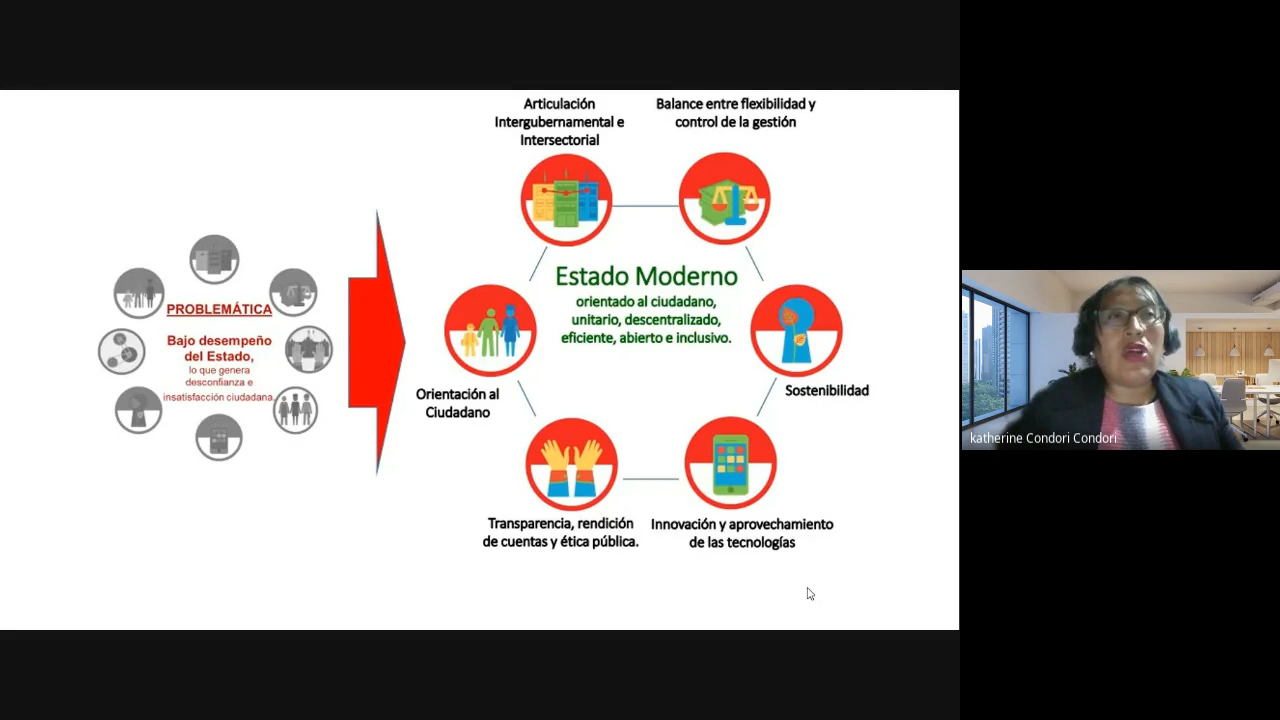 Articulación
Intergubernamental e
Intersectorial
Balance entre flexibilidad y
control de la gestión
PROBLEMÁTICA
Bajo desempeño
del Estado,
lo que genera
desconfianza e
insatisfacción ciudadana.
Estado Moderno
orientado al ciudadano,
unitario, descentralizado,
eficiente, abierto e inclusivo.
Orientación al
Ciudadano
Sostenibilidad
Transparencia, rendición
de cuentas y ética pública.
Innovación y aprovechamiento
de las tecnologías
katherine Condori Condori